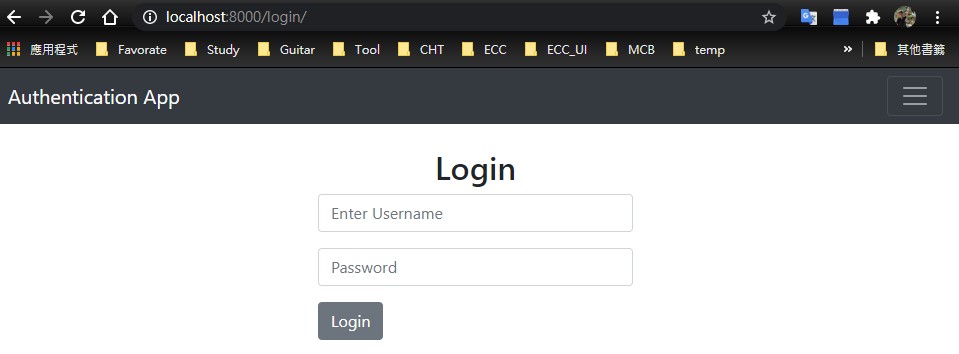 localhost:8000/login/
應用程式 Favorate Study Guitar Tool CHT ECC ECC_UI MCB temp » 其他書籤
Authentication App
Login
Enter Username
Password
Login